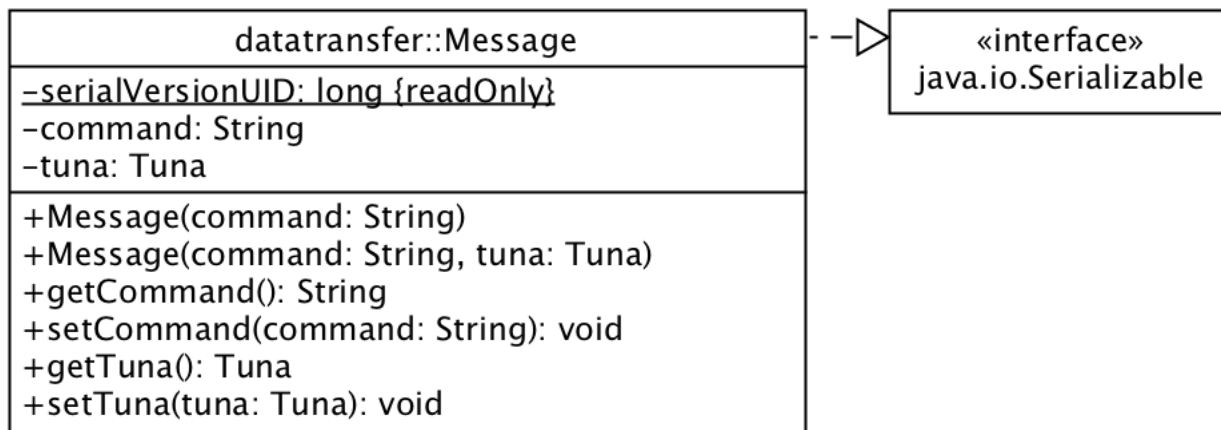 datatransfer::Message
-serialVersionUID: long {readOnly}
-command: String
-tuna: Tuna
+Message(command: String)
+Message(command: String, tuna: Tuna)
+getCommand(): String
+setCommand(command: String): void
+getTuna(): Tuna
+setTuna(tuna: Tuna): void
«interface»
java.io.Serializable